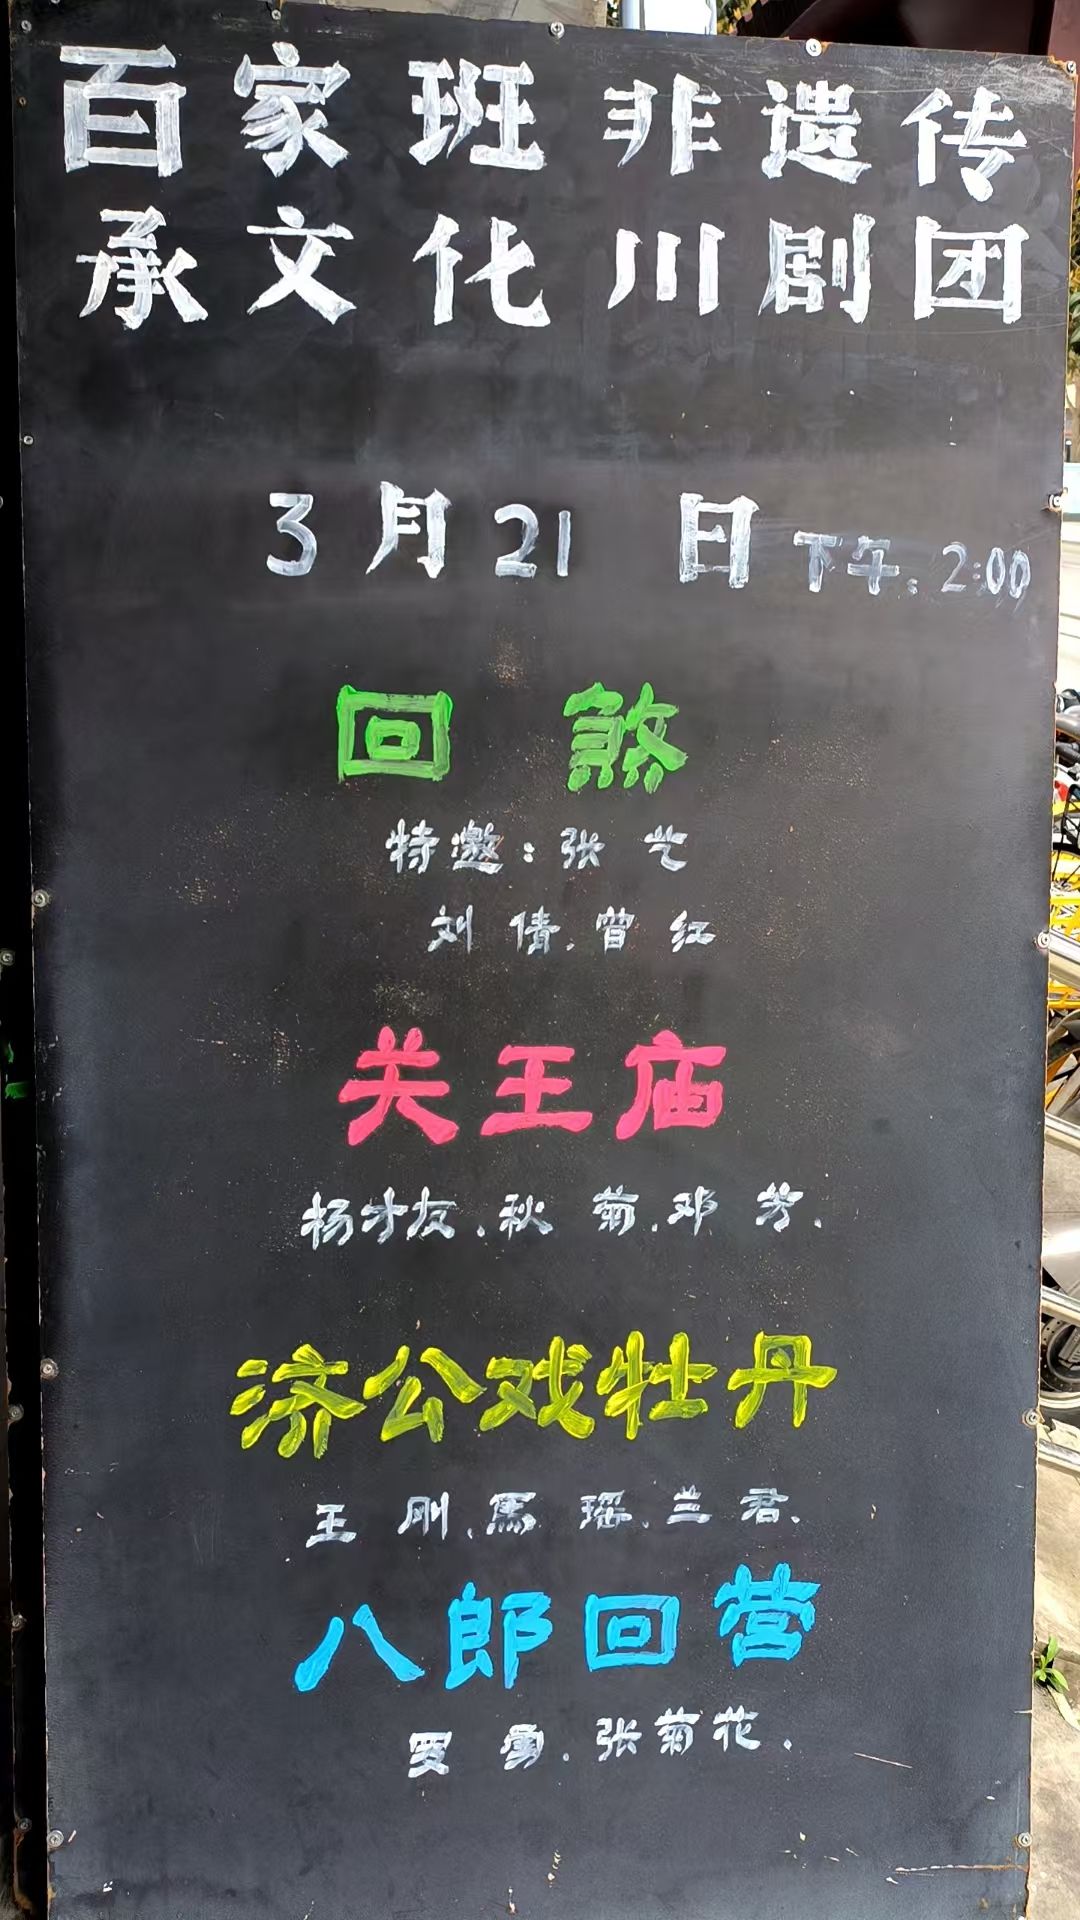 百家班非遗传
承文化川剧团
3月21 日下午:2:00
回 煞
特邀:张 艺
刘 倩.曾 红
关王庙
杨才友.秋 菊.邓 芳.
济公戏牡丹
王 刚.馬 瑶.兰 君.
八郎回营
罗 勇.张菊花.